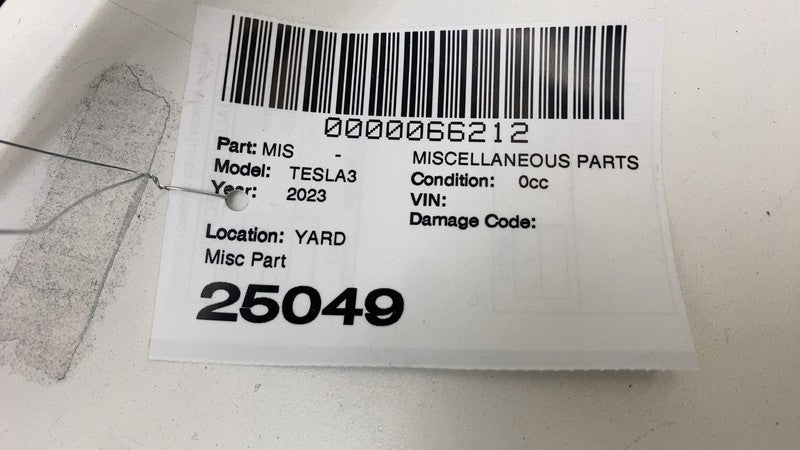 0000066212
Part: MIS - MISCELLANEOUS PARTS
Model: TESLA3 Condition: 0cc
Year: 2023 VIN:
Damage Code:
Location: YARD
Misc Part
25049